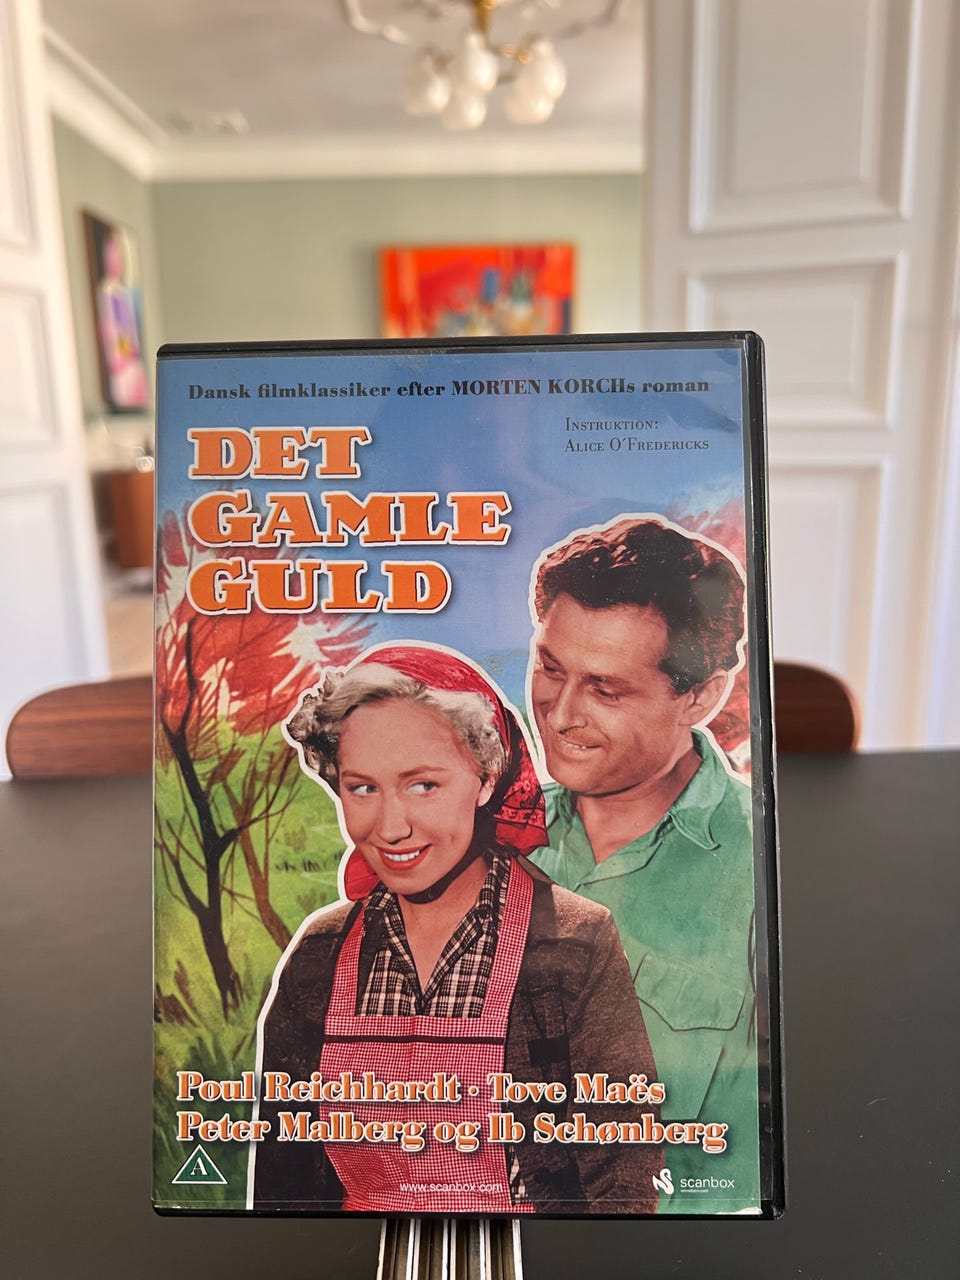 Dansk filmklassiker efter MORTEN KORCHs roman
INSTRUKTION:
ALICE O´FREDERICKS
DET
GAMLE
GULD
Poul Reichhardt · Tove Maës
Peter Malberg og Ib Schønberg
A
www.scanbox.com
scanbox